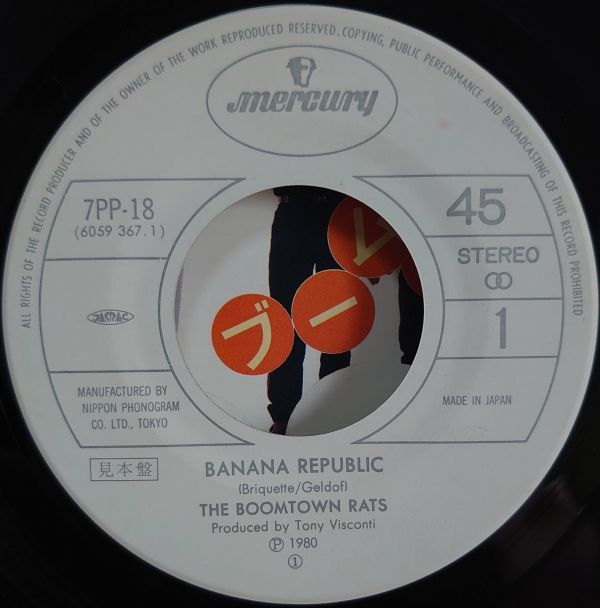 ALL RIGHTS OF THE RECORD PRODUCER AND OF THE OWNER OF THE WORK REPRODUCED RESERVED. COPYING, PUBLIC PERFORMANCE AND BROADCASTING OF THIS RECORD PROHIBITED
mercury
7PP-18
(6059 367.1)
45
STEREO
1
JASRAC
MANUFACTURED BY
NIPPON PHONOGRAM
CO. LTD., TOKYO
MADE IN JAPAN
レ
ブー
見本盤
BANANA REPUBLIC
(Briquette/Geldof)
THE BOOMTOWN RATS
Produced by Tony Visconti
Ⓟ 1980
①